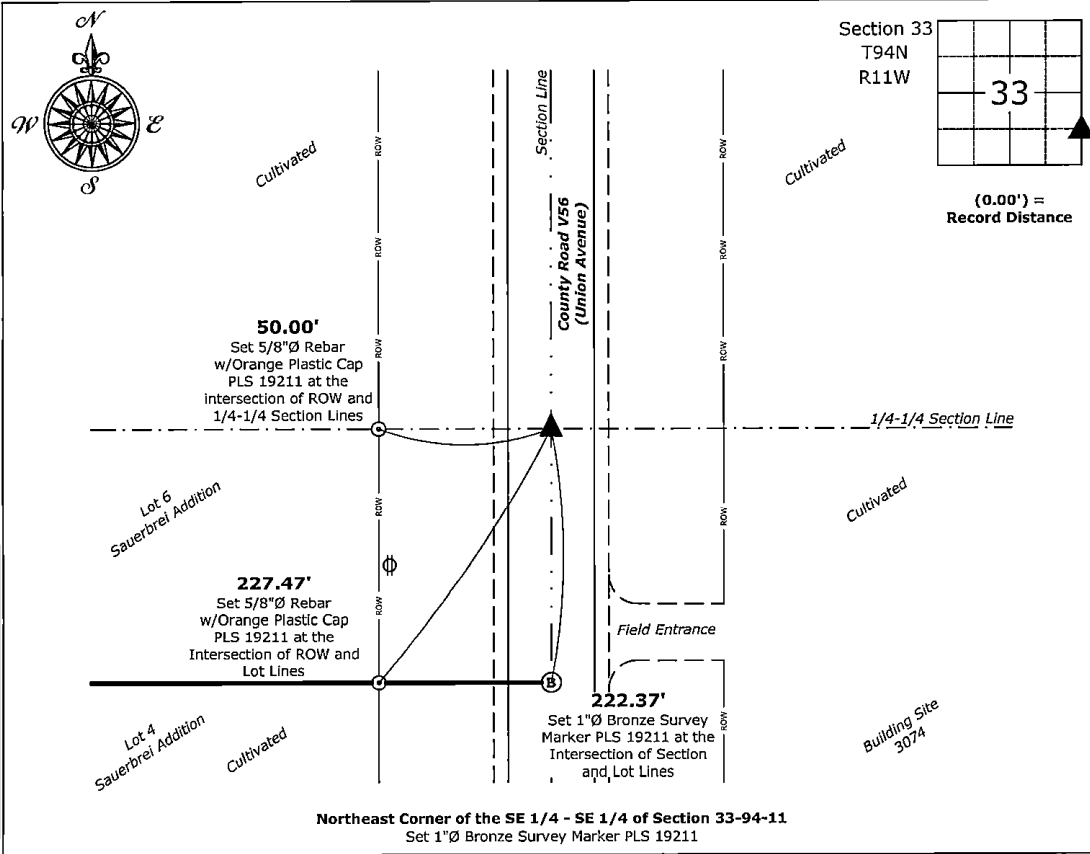 N
W
E
S
Section 33
T94N
R11W
33
(0.00') =
Record Distance
Cultivated
ROW
Section Line
County Road V56
(Union Avenue)
ROW
Cultivated
ROW
ROW
50.00'
Set 5/8"Ø Rebar
w/Orange Plastic Cap
PLS 19211 at the
intersection of ROW and
1/4-1/4 Section Lines
ROW
ROW
1/4-1/4 Section Line
Lot 6
Sauerbrei Addition
ROW
ROW
Cultivated
227.47'
Set 5/8"Ø Rebar
w/Orange Plastic Cap
PLS 19211 at the
Intersection of ROW and
Lot Lines
ROW
Field Entrance
B
222.37'
Set 1"Ø Bronze Survey
Marker PLS 19211 at the
Intersection of Section
and Lot Lines
ROW
Lot 4
Sauerbrei Addition
Cultivated
Building Site
3074
Northeast Corner of the SE 1/4 - SE 1/4 of Section 33-94-11
Set 1"Ø Bronze Survey Marker PLS 19211